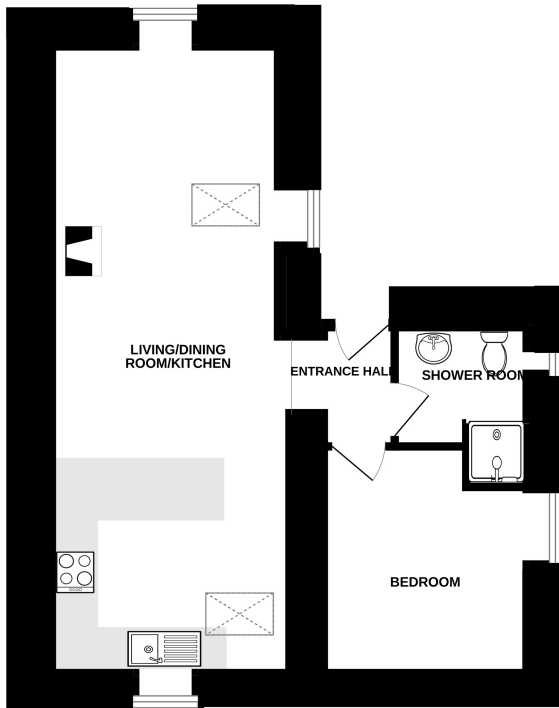 LIVING/DINING
ROOM/KITCHEN
ENTRANCE HALL
SHOWER ROOM
BEDROOM